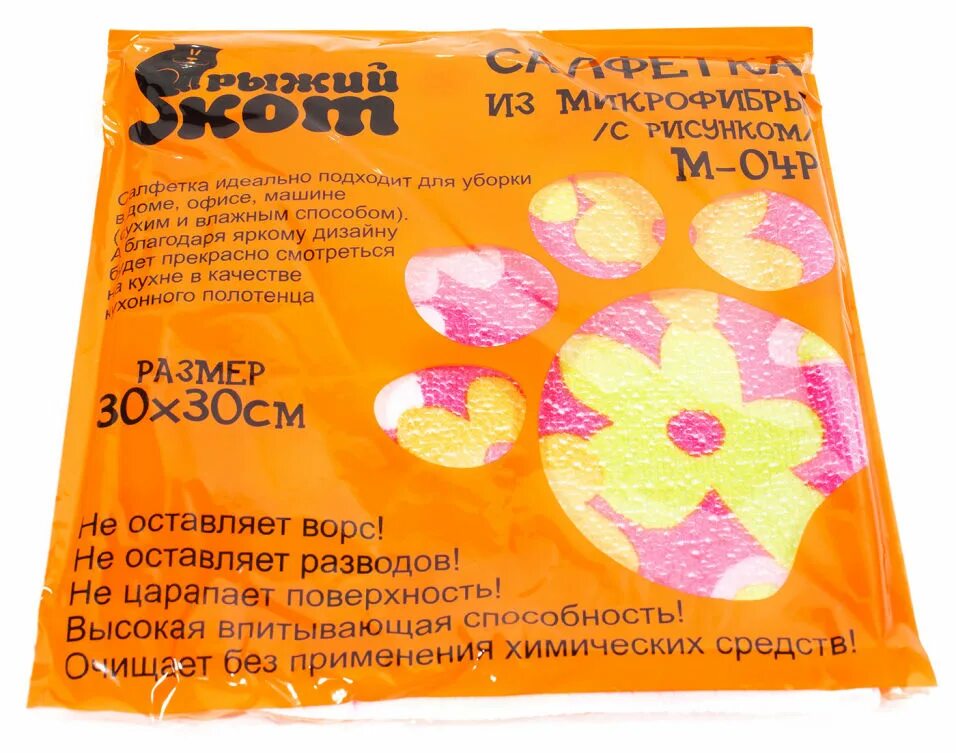 РЫЖИЙ
КОТ
САЛФЕТКА
ИЗ МИКРОФИБРЫ
/С РИСУНКОМ/
М-04Р
Салфетка идеально подходит для уборки
в доме, офисе, машине
(сухим и влажным способом).
А благодаря яркому дизайну
будет прекрасно смотреться
на кухне в качестве
кухонного полотенца
РАЗМЕР
30х30СМ
Не оставляет ворс!
Не оставляет разводов!
Не царапает поверхность!
Высокая впитывающая способность!
Очищает без применения химических средств!